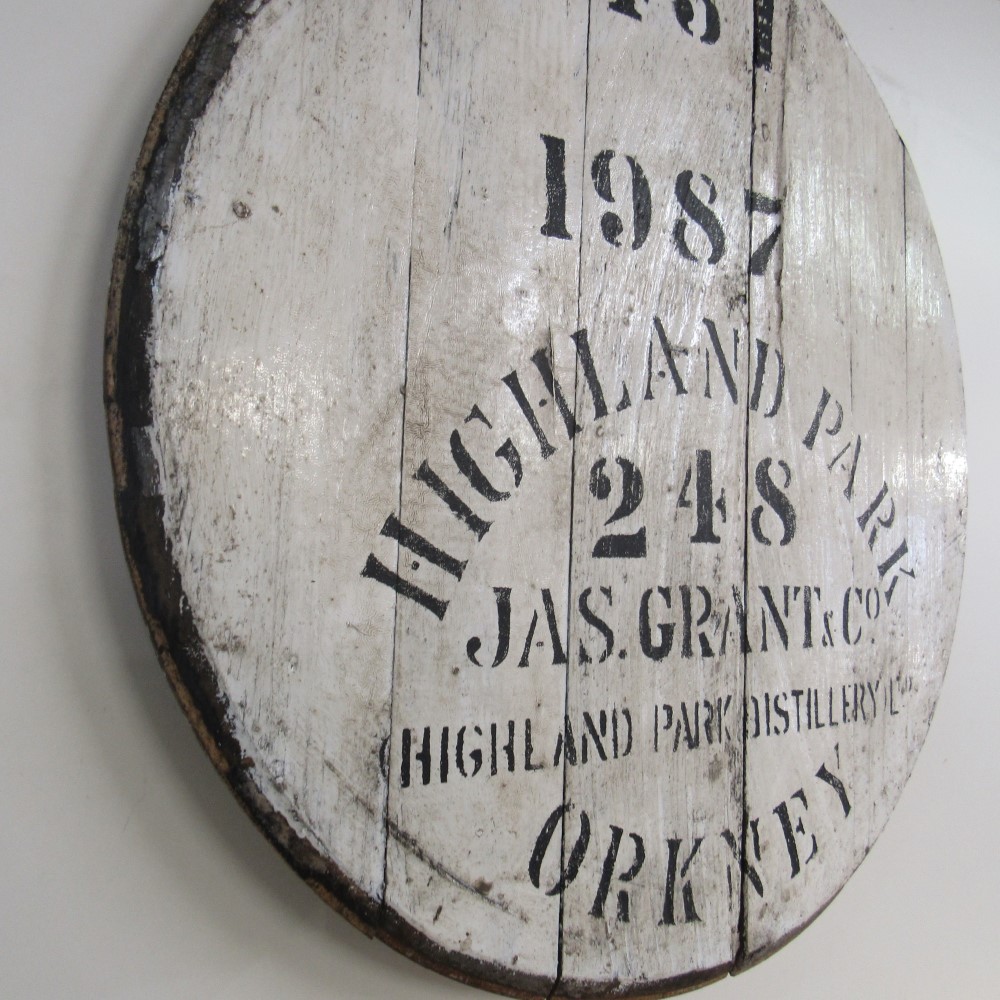 1987
HIGHLAND PARK
248
JAS. GRANT & Cº
HIGHLAND PARK DISTILLERY Lᴰ
ORKNEY